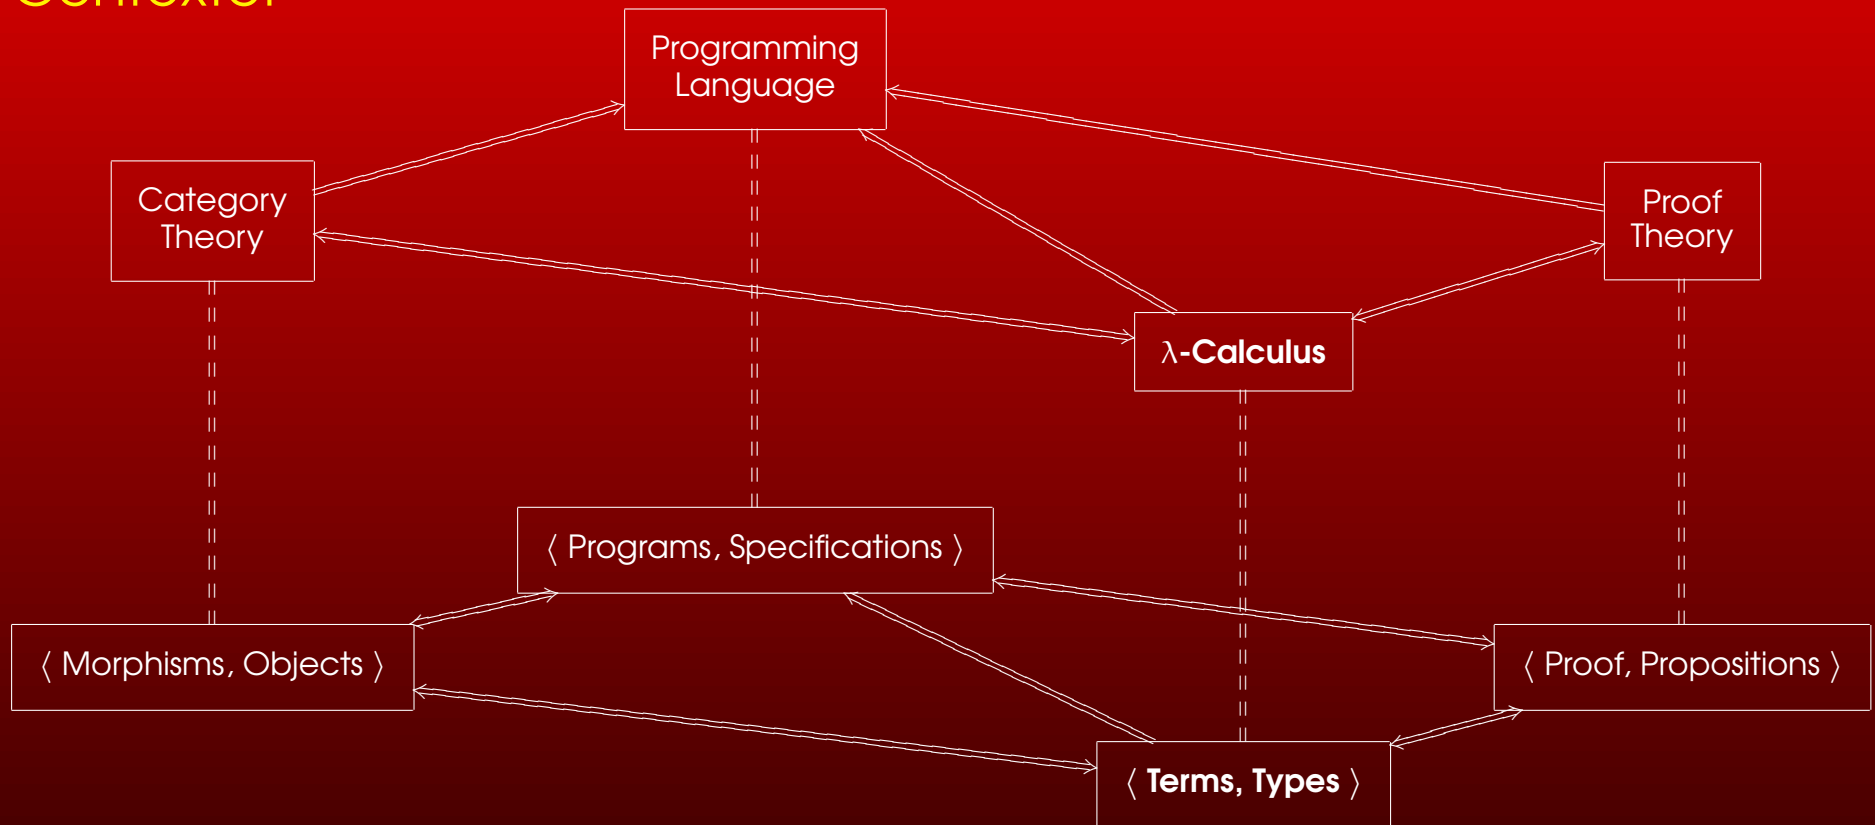 Programming
Language
Category
Theory
Proof
Theory
λ-Calculus
⟨ Programs, Specifications ⟩
⟨ Morphisms, Objects ⟩
⟨ Proof, Propositions ⟩
⟨ Terms, Types ⟩